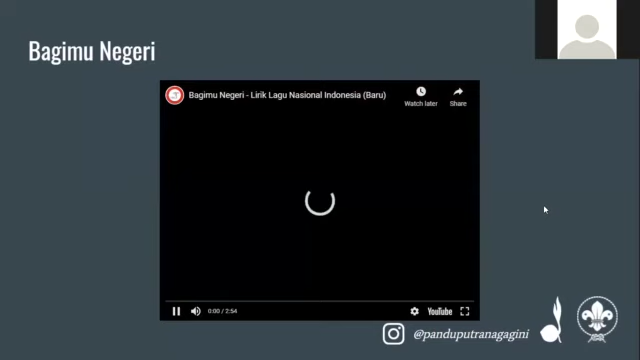 Bagimu Negeri
Bagimu Negeri - Lirik Lagu Nasional Indonesia (Baru)
Watch later
Share
0:00 / 2:54
YouTube
@panduputranagagini